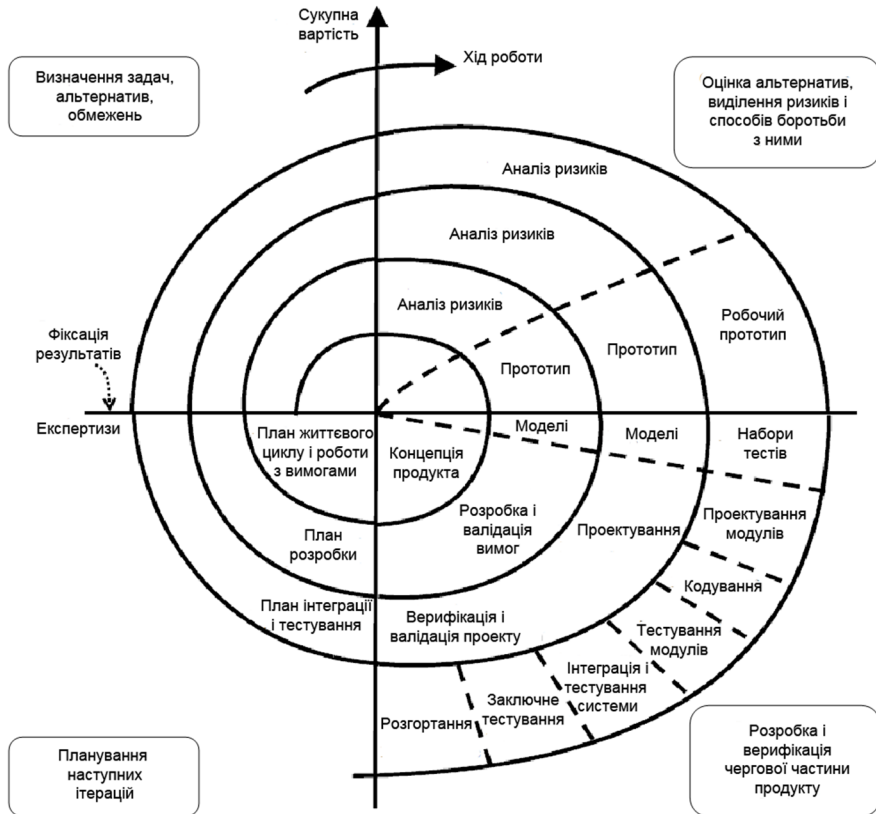 Сукупна
вартість
Хід роботи
Визначення задач,
альтернатив,
обмежень
Оцінка альтернатив,
виділення ризиків і
способів боротьби
з ними
Аналіз ризиків
Аналіз ризиків
Аналіз ризиків
Робочий
прототип
Прототип
Прототип
Фіксація
результатів
Експертизи
План життєвого
циклу і роботи
з вимогами
Концепція
продукта
Моделі
Моделі
Набори
тестів
План
розробки
Розробка і
валідація
вимог
Проектування
Проектування
модулів
Кодування
План інтеграції
і тестування
Верифікація і
валідація проекту
Тестування
модулів
Інтеграція і
тестування
системи
Заключне
тестування
Розгортання
Планування
наступних
ітерацій
Розробка і
верифікація
чергової частини
продукту